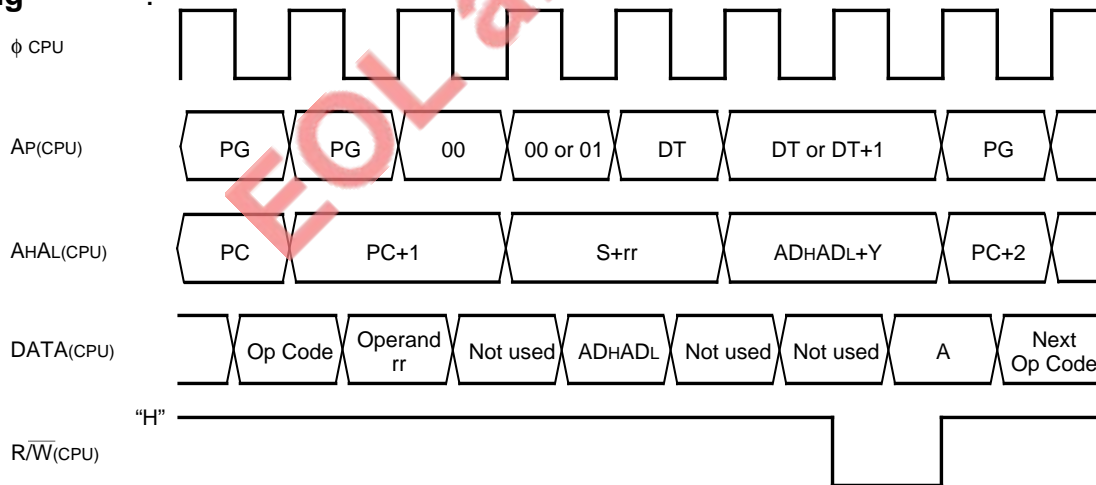 ng :
ϕ CPU
AP(CPU) PG PG 00 00 or 01 DT DT or DT+1 PG
AHAL(CPU) PC PC+1 S+rr ADHADL+Y PC+2
DATA(CPU) Op Code Operand rr Not used ADHADL Not used Not used A Next Op Code
“H”
R/W̅(CPU)
EOL a